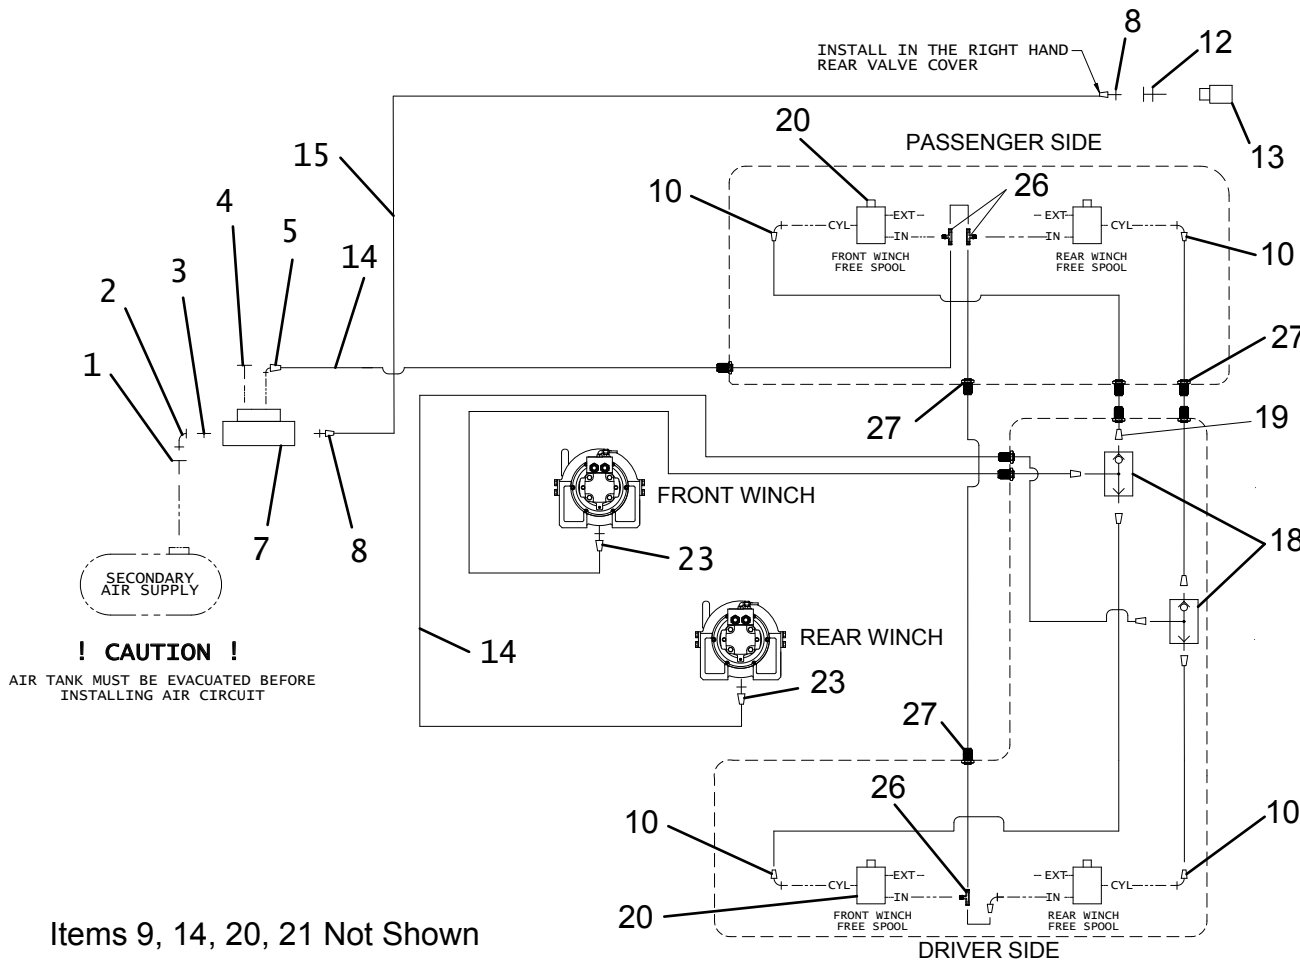 8
12
INSTALL IN THE RIGHT HAND
REAR VALVE COVER
20
PASSENGER SIDE
13
15
10
26
4
5
EXT
CYL
IN
EXT
CYL
IN
10
14
FRONT WINCH
FREE SPOOL
REAR WINCH
FREE SPOOL
2
3
1
27
27
19
7
8
FRONT WINCH
18
23
SECONDARY
AIR SUPPLY
REAR WINCH
! CAUTION !
14
AIR TANK MUST BE EVACUATED BEFORE
INSTALLING AIR CIRCUIT
23
27
26
10
10
EXT
CYL
IN
EXT
CYL
IN
20
FRONT WINCH
FREE SPOOL
REAR WINCH
FREE SPOOL
Items 9, 14, 20, 21 Not Shown
DRIVER SIDE